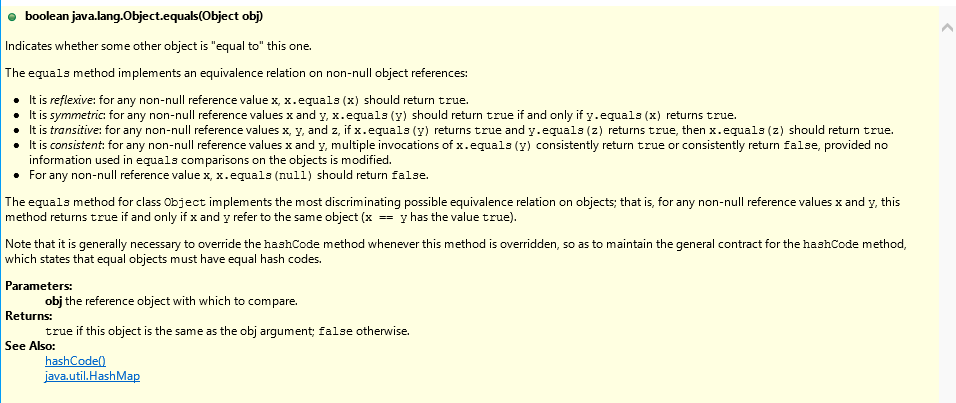 boolean java.lang.Object.equals(Object obj)
Indicates whether some other object is "equal to" this one.
The equals method implements an equivalence relation on non-null object references:
• It is reflexive: for any non-null reference value x, x.equals(x) should return true.
• It is symmetric: for any non-null reference values x and y, x.equals(y) should return true if and only if y.equals(x) returns true.
• It is transitive: for any non-null reference values x, y, and z, if x.equals(y) returns true and y.equals(z) returns true, then x.equals(z) should return true.
• It is consistent: for any non-null reference values x and y, multiple invocations of x.equals(y) consistently return true or consistently return false, provided no
information used in equals comparisons on the objects is modified.
• For any non-null reference value x, x.equals(null) should return false.
The equals method for class Object implements the most discriminating possible equivalence relation on objects; that is, for any non-null reference values x and y, this
method returns true if and only if x and y refer to the same object (x == y has the value true).
Note that it is generally necessary to override the hashCode method whenever this method is overridden, so as to maintain the general contract for the hashCode method,
which states that equal objects must have equal hash codes.
Parameters:
obj the reference object with which to compare.
Returns:
true if this object is the same as the obj argument; false otherwise.
See Also:
hashCode()
java.util.HashMap